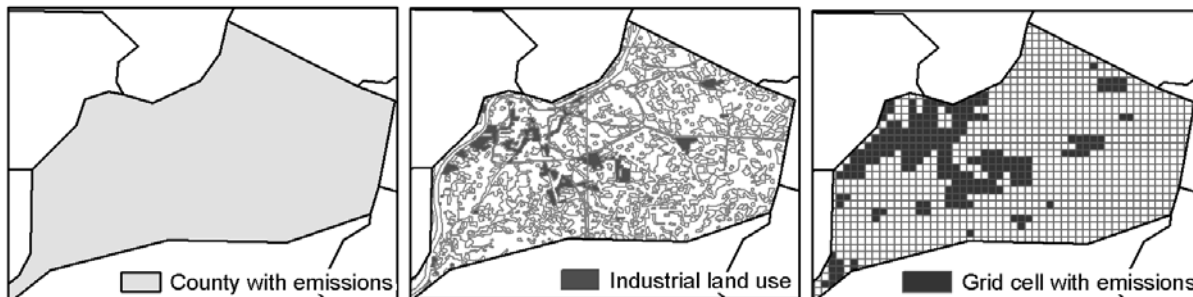 County with emissions
Industrial land use
Grid cell with emissions